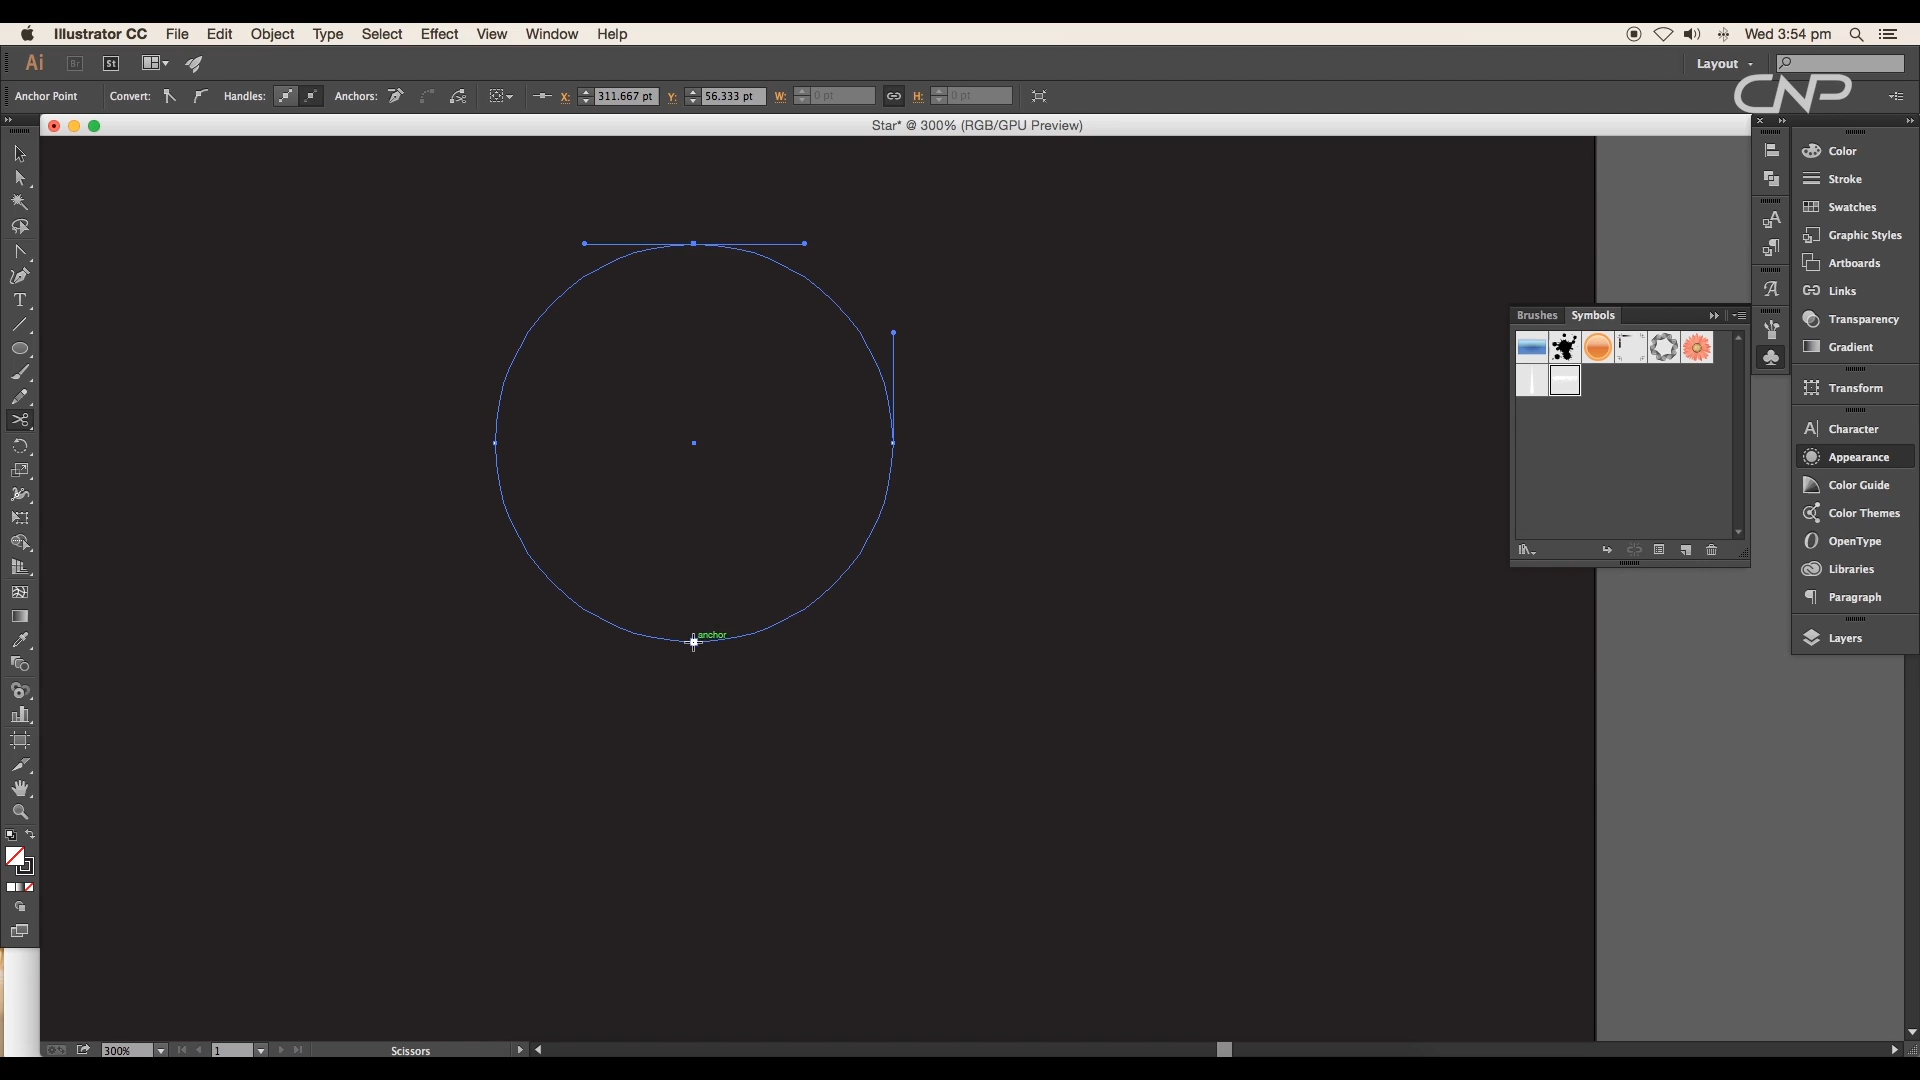 Illustrator CC File Edit Object Type Select Effect View Window Help Wed 3:54 pm
Ai Br St Layout
CNP
Anchor Point Convert: Handles: Anchors: X: 311.667 pt Y: 56.333 pt W: 0 pt H: 0 pt
Star* @ 300% (RGB/GPU Preview)
Color
Stroke
Swatches
Graphic Styles
Artboards
Links
Transparency
Gradient
Transform
Character
Appearance
Color Guide
Color Themes
OpenType
Libraries
Paragraph
Layers
Brushes Symbols
anchor
300% 1 Scissors